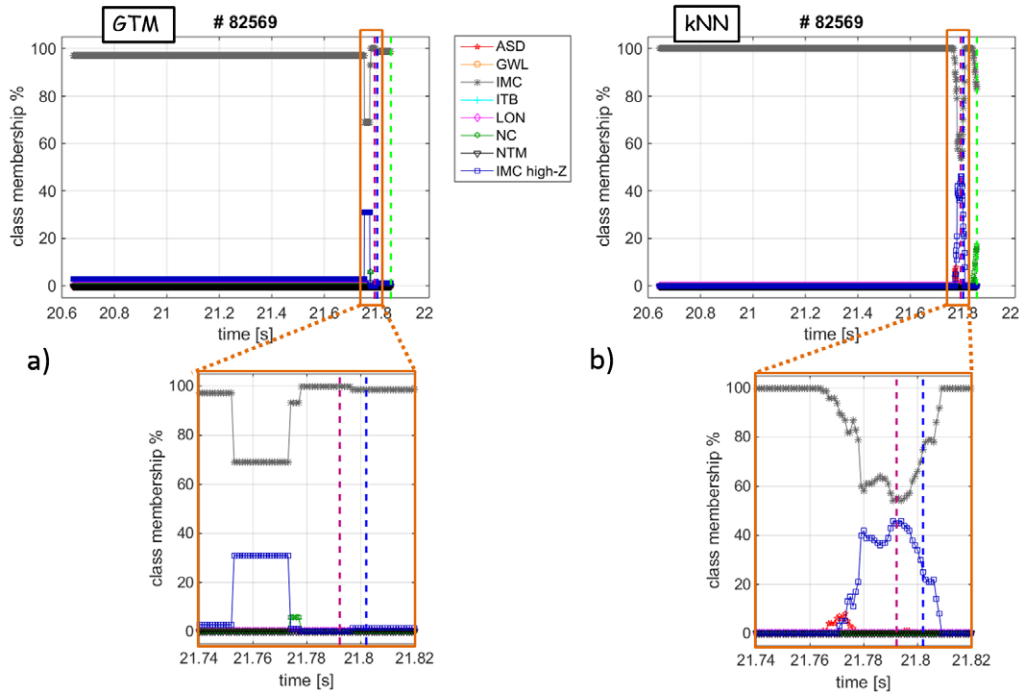 GTM
# 82569
kNN
# 82569
class membership %
100
80
60
40
20
0
20.6 20.8 21 21.2 21.4 21.6 21.8 22
time [s]
ASD
GWL
IMC
ITB
LON
NC
NTM
IMC high-Z
class membership %
100
80
60
40
20
0
20.6 20.8 21 21.2 21.4 21.6 21.8 22
time [s]
a)
class membership %
100
80
60
40
20
0
21.74 21.76 21.78 21.8 21.82
time [s]
b)
class membership %
100
80
60
40
20
0
21.74 21.76 21.78 21.8 21.82
time [s]